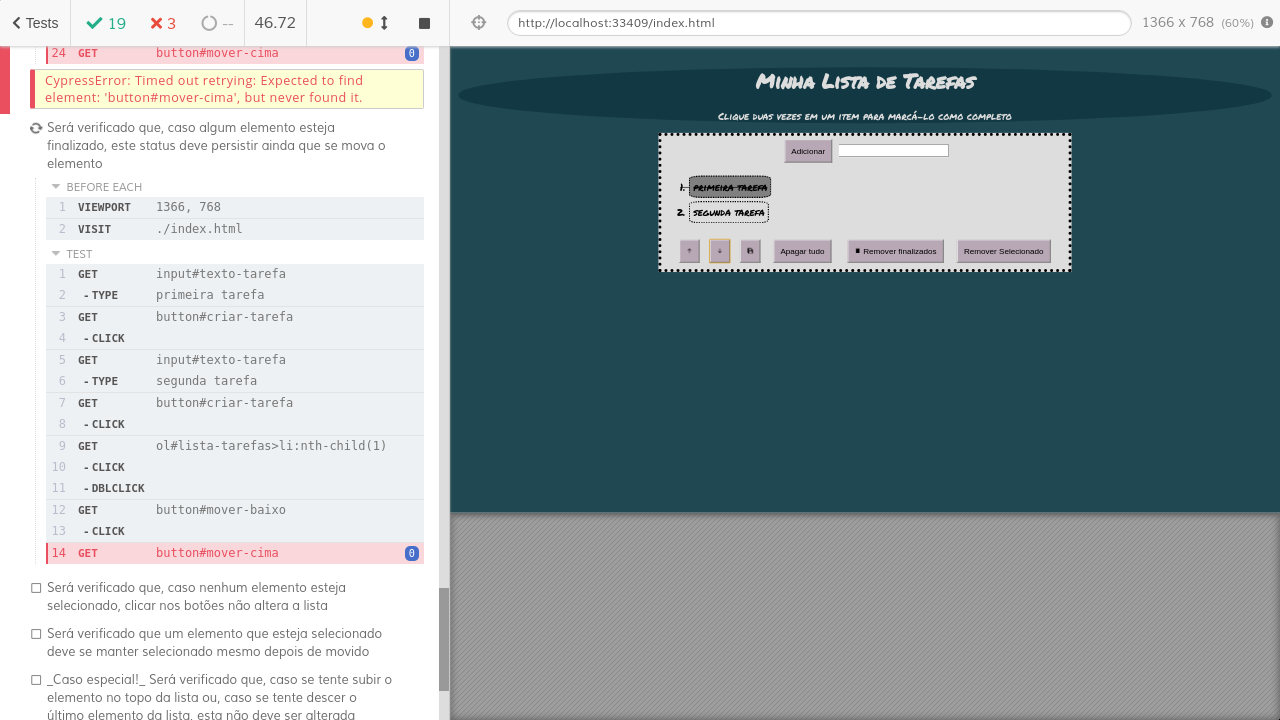 Tests
19
3
--
46.72
http://localhost:33409/index.html
1366 x 768 (60%)
24 GET button#mover-cima 0
CypressError: Timed out retrying: Expected to find
element: 'button#mover-cima', but never found it.
Será verificado que, caso algum elemento esteja
finalizado, este status deve persistir ainda que se mova o
elemento
BEFORE EACH
1 VIEWPORT 1366, 768
2 VISIT ./index.html
TEST
1 GET input#texto-tarefa
2 -TYPE primeira tarefa
3 GET button#criar-tarefa
4 -CLICK
5 GET input#texto-tarefa
6 -TYPE segunda tarefa
7 GET button#criar-tarefa
8 -CLICK
9 GET ol#lista-tarefas>li:nth-child(1)
10 -CLICK
11 -DBLCLICK
12 GET button#mover-baixo
13 -CLICK
14 GET button#mover-cima 0
Será verificado que, caso nenhum elemento esteja
selecionado, clicar nos botões não altera a lista
Será verificado que um elemento que esteja selecionado
deve se manter selecionado mesmo depois de movido
_Caso especial!_ Será verificado que, caso se tente subir o
elemento no topo da lista ou, caso se tente descer o
último elemento da lista, esta não deve ser alterada
Minha Lista de Tarefas
Clique duas vezes em um item para marcá-lo como completo
Adicionar
1. primeira tarefa
2. segunda tarefa
Apagar tudo
Remover finalizados
Remover Selecionado